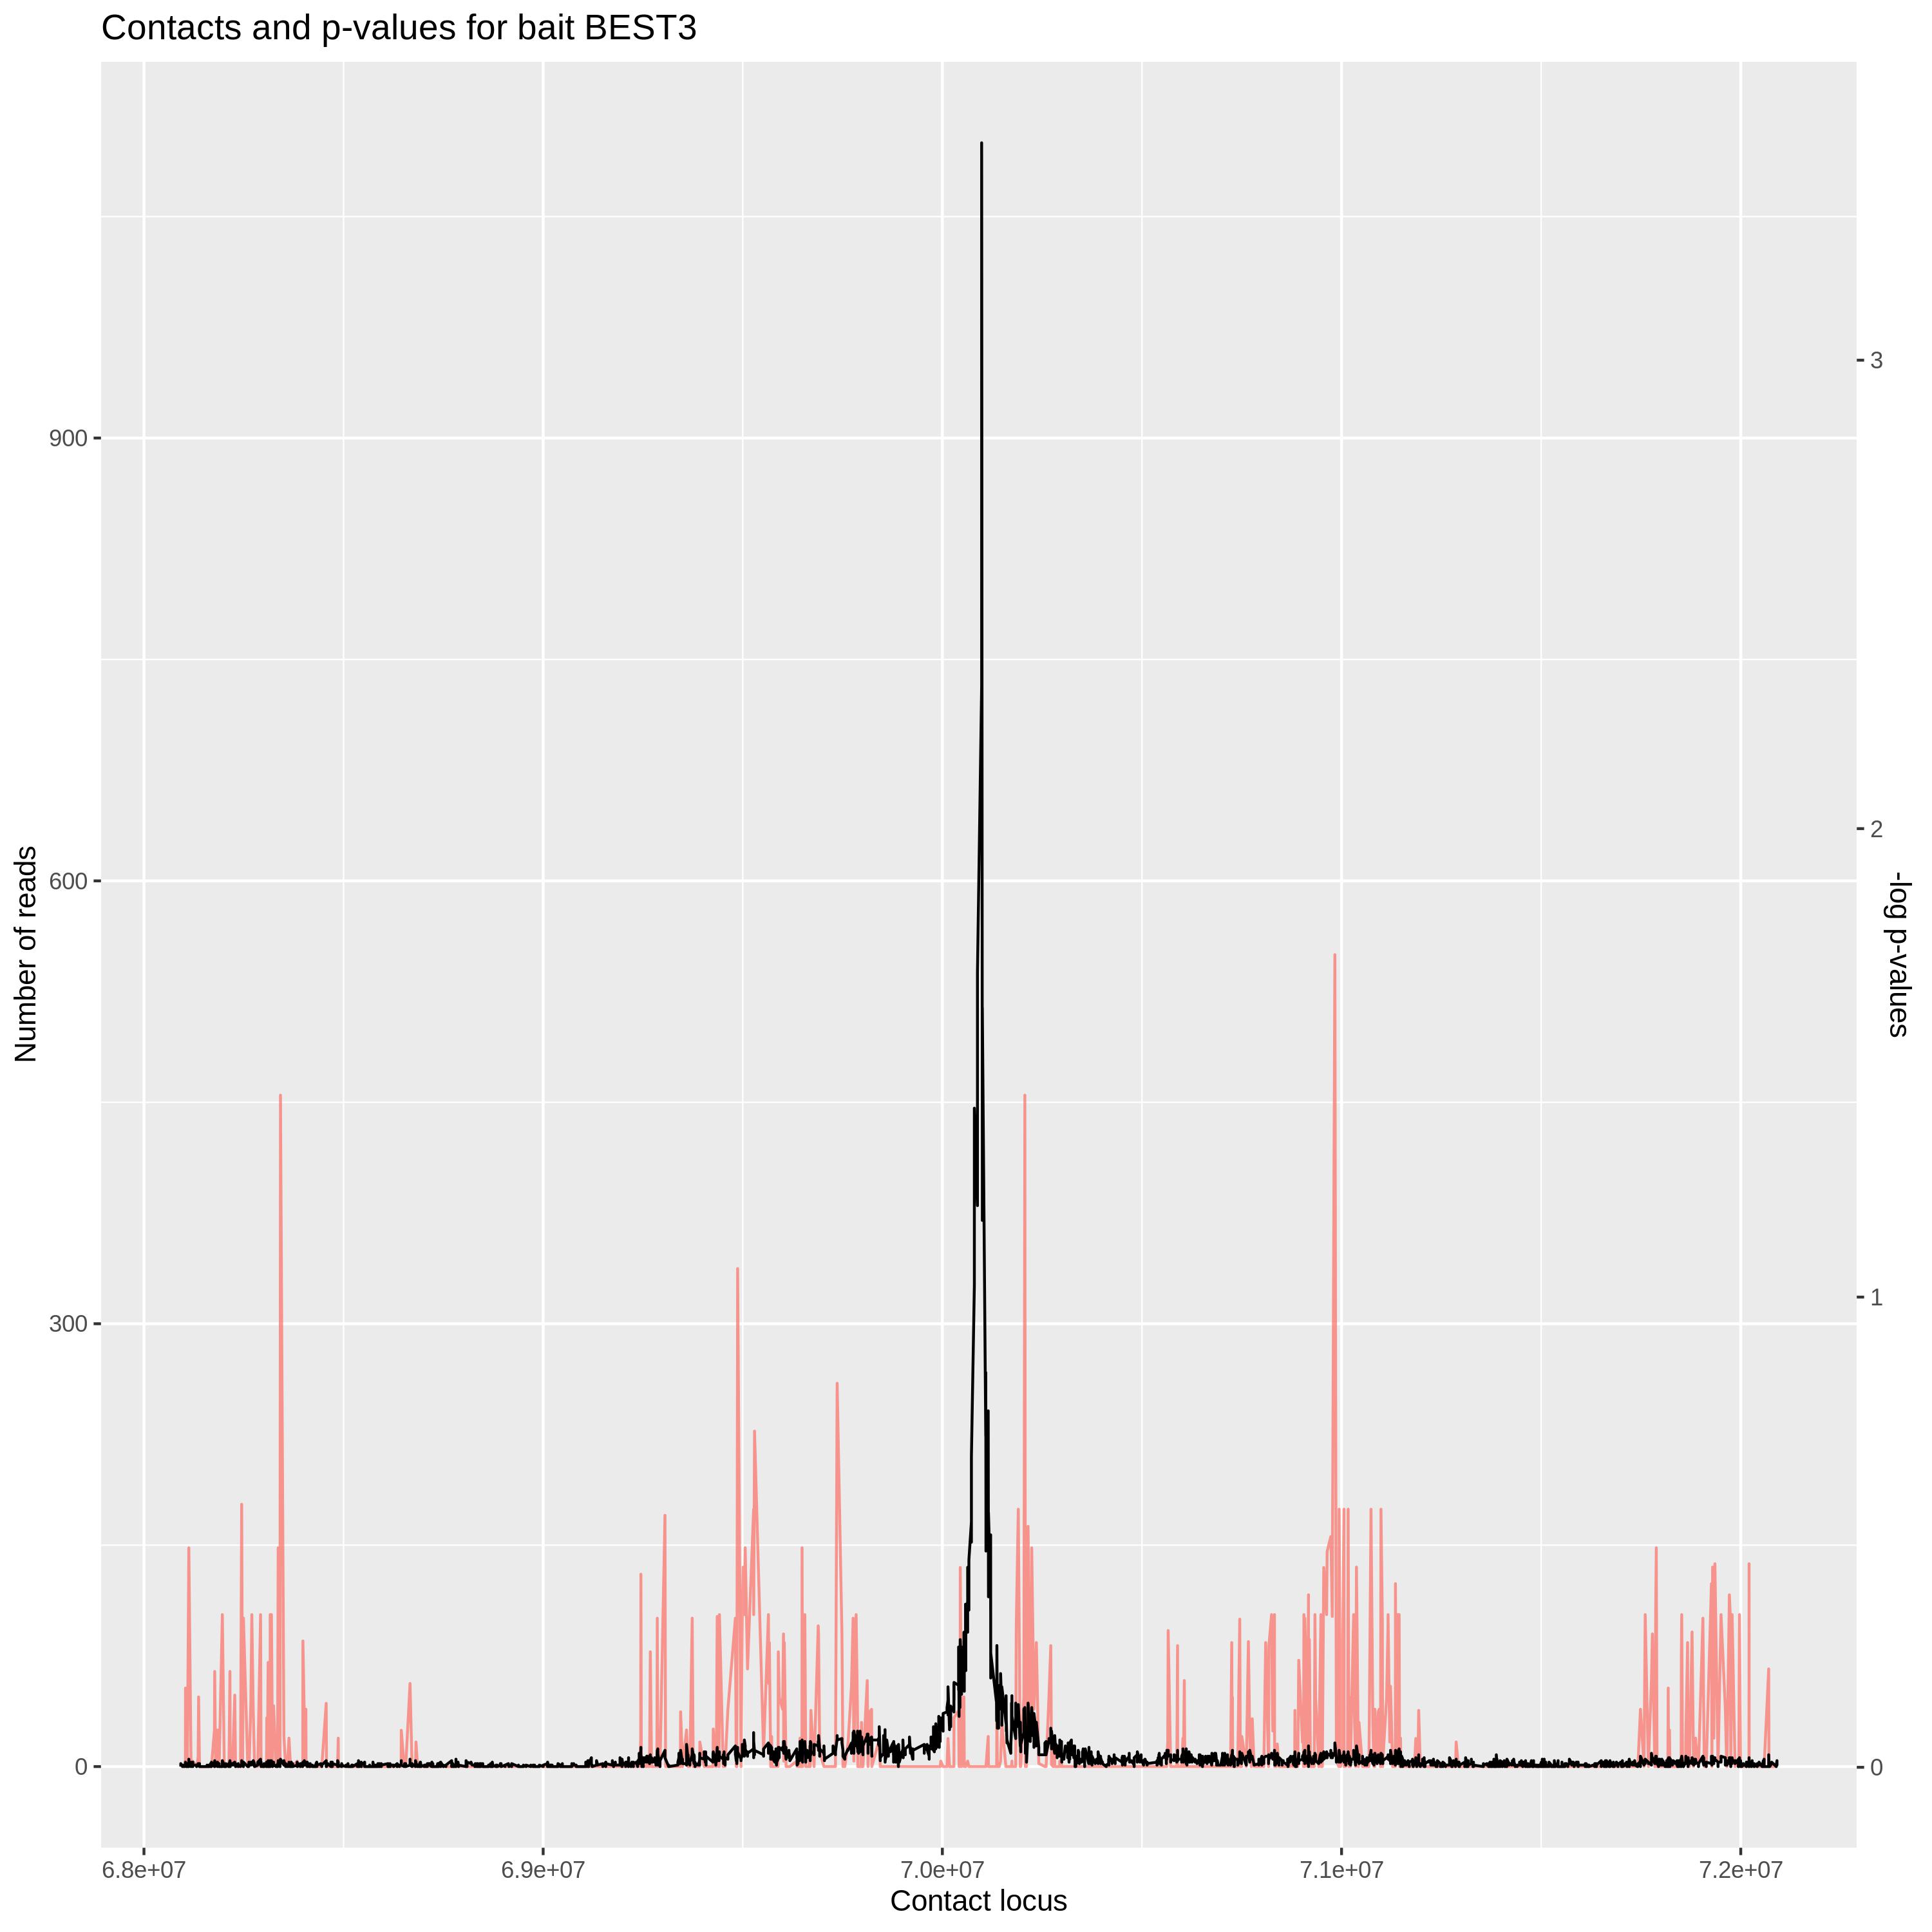 Contacts and p-values for bait BEST3
900
600
300
0
Number of reads
3
2
1
0
-log p-values
6.8e+07
6.9e+07
7.0e+07
7.1e+07
7.2e+07
Contact locus